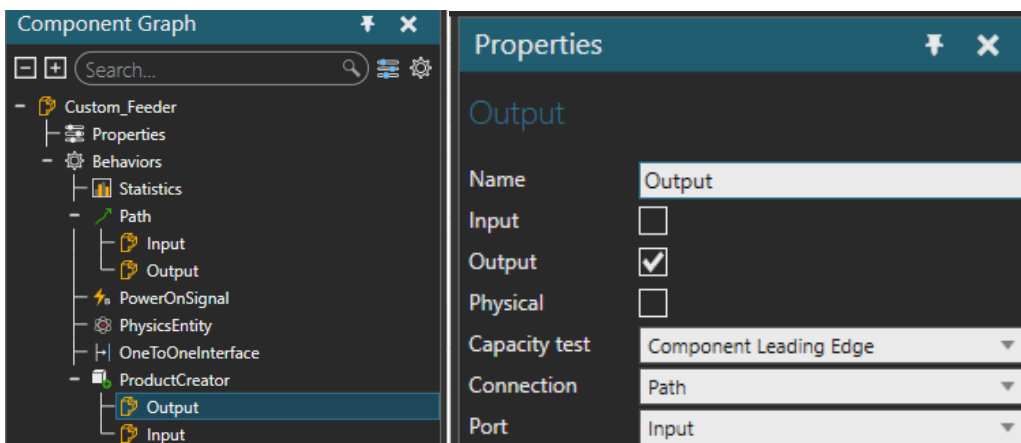 Component Graph
Search...
Custom_Feeder
Properties
Behaviors
Statistics
Path
Input
Output
PowerOnSignal
PhysicsEntity
OneToOneInterface
ProductCreator
Output
Input
Properties
Output
Name Output
Input
Output
Physical
Capacity test Component Leading Edge
Connection Path
Port Input